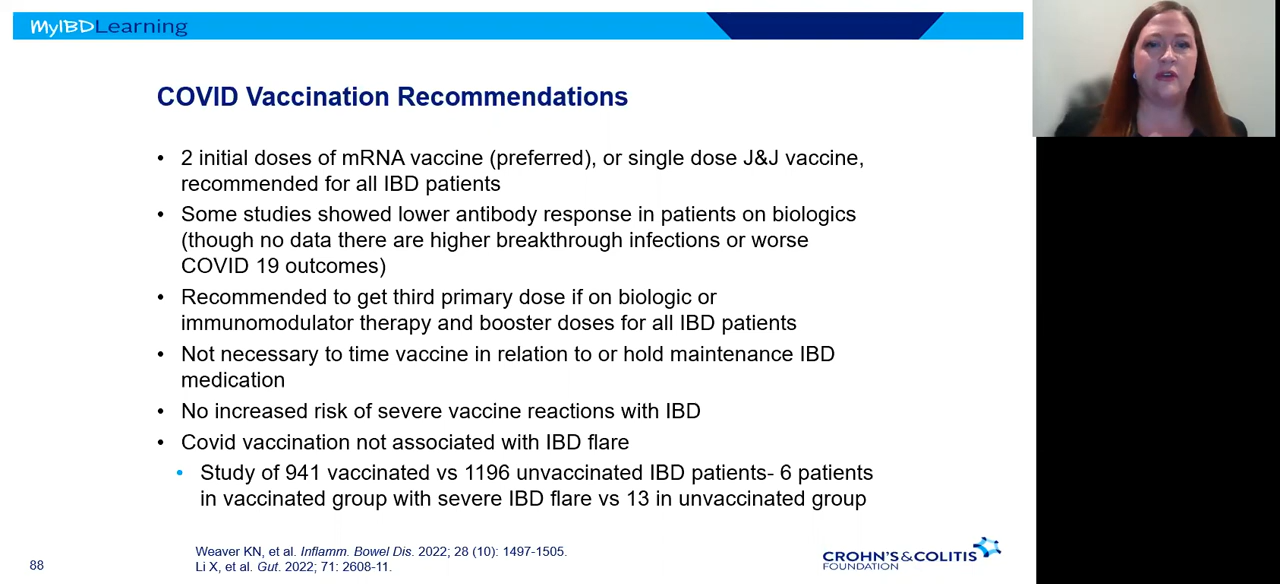 MyIBDLearning
COVID Vaccination Recommendations
• 2 initial doses of mRNA vaccine (preferred), or single dose J&J vaccine,
recommended for all IBD patients
• Some studies showed lower antibody response in patients on biologics
(though no data there are higher breakthrough infections or worse
COVID 19 outcomes)
• Recommended to get third primary dose if on biologic or
immunomodulator therapy and booster doses for all IBD patients
• Not necessary to time vaccine in relation to or hold maintenance IBD
medication
• No increased risk of severe vaccine reactions with IBD
• Covid vaccination not associated with IBD flare
• Study of 941 vaccinated vs 1196 unvaccinated IBD patients- 6 patients
in vaccinated group with severe IBD flare vs 13 in unvaccinated group
Weaver KN, et al. Inflamm. Bowel Dis. 2022; 28 (10): 1497-1505.
Li X, et al. Gut. 2022; 71: 2608-11.
88
CROHN'S & COLITIS
FOUNDATION